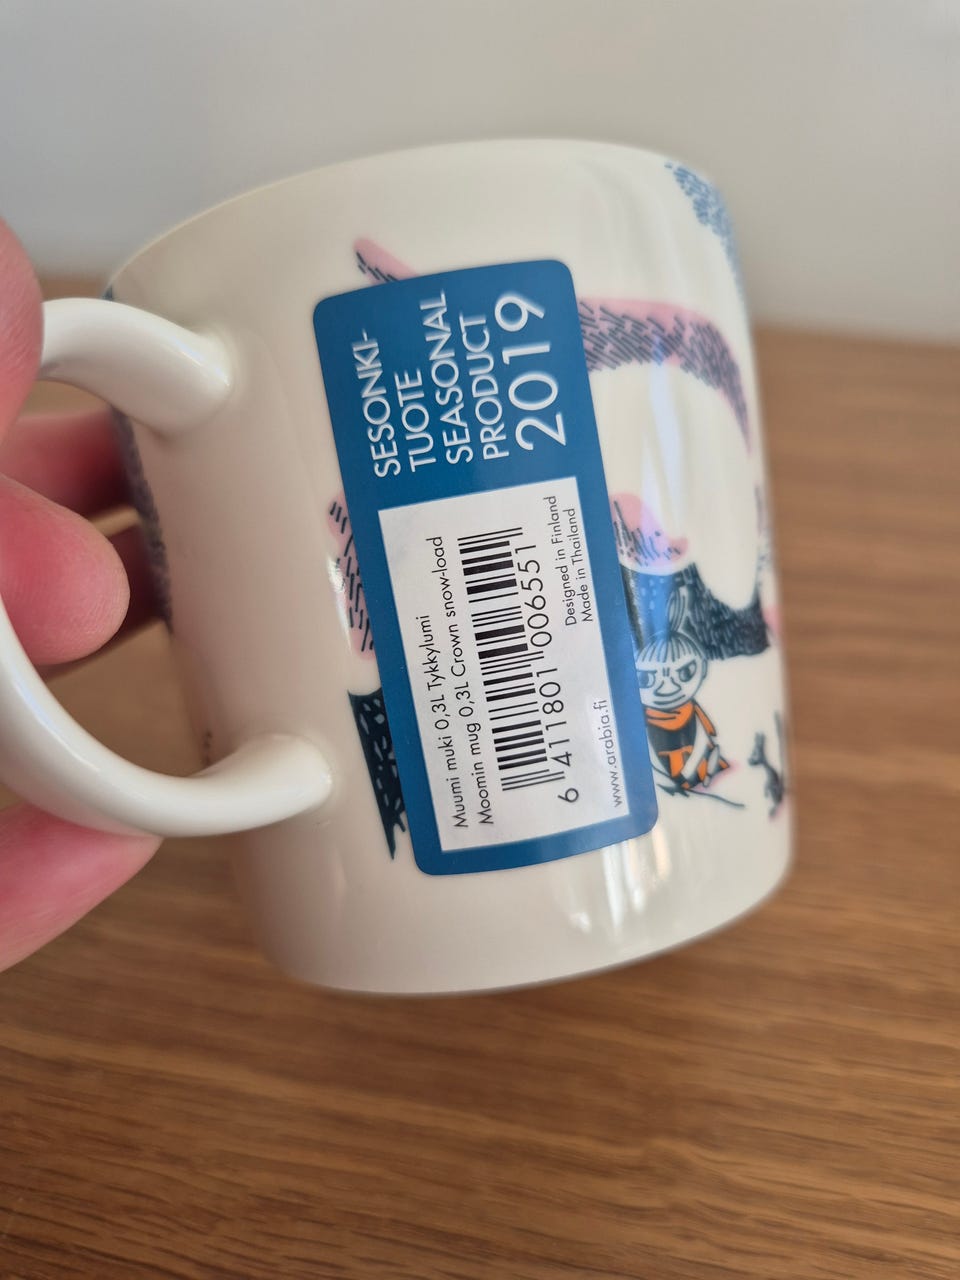 SESONKI-
TUOTE
SEASONAL
PRODUCT
2019
Muumi muki 0,3L Tykkylumi
Moomin mug 0,3L Crown snow-load
6 411801 006551
Designed in Finland
Made in Thailand
www.arabia.fi